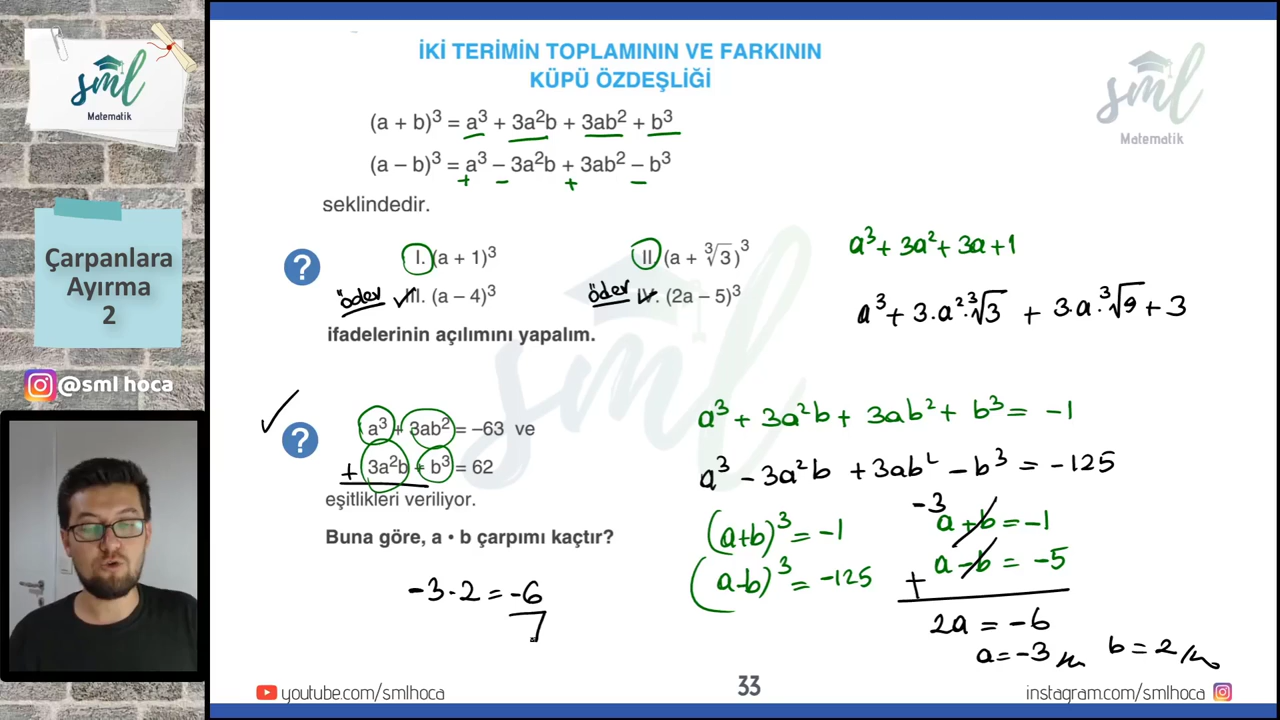 sml
Matematik
Çarpanlara
Ayırma
2
@sml hoca
İKİ TERİMİN TOPLAMININ VE FARKININ
KÜPÜ ÖZDEŞLİĞİ
sml
Matematik
(a + b)³ = a³ + 3a²b + 3ab² + b³
(a – b)³ = a³ – 3a²b + 3ab² – b³
+ – + –
seklindedir.
? I. (a + 1)³ II. (a + ∛3)³
ödev III. (a – 4)³ ödev IV. (2a – 5)³
ifadelerinin açılımını yapalım.
a³ + 3a² + 3a + 1
a³ + 3.a².∛3 + 3.a.∛9 + 3
? a³ + 3ab² = –63 ve
+ 3a²b + b³ = 62
eşitlikleri veriliyor.
Buna göre, a • b çarpımı kaçtır?
-3.2 = -6
a³ + 3a²b + 3ab² + b³ = -1
a³ - 3a²b + 3ab² - b³ = -125
(a+b)³ = -1
(a-b)³ = -125
-3
a+b = -1
+ a-b = -5
2a = -6
a = -3 b = 2
sml
youtube.com/smlhoca
33
instagram.com/smlhoca